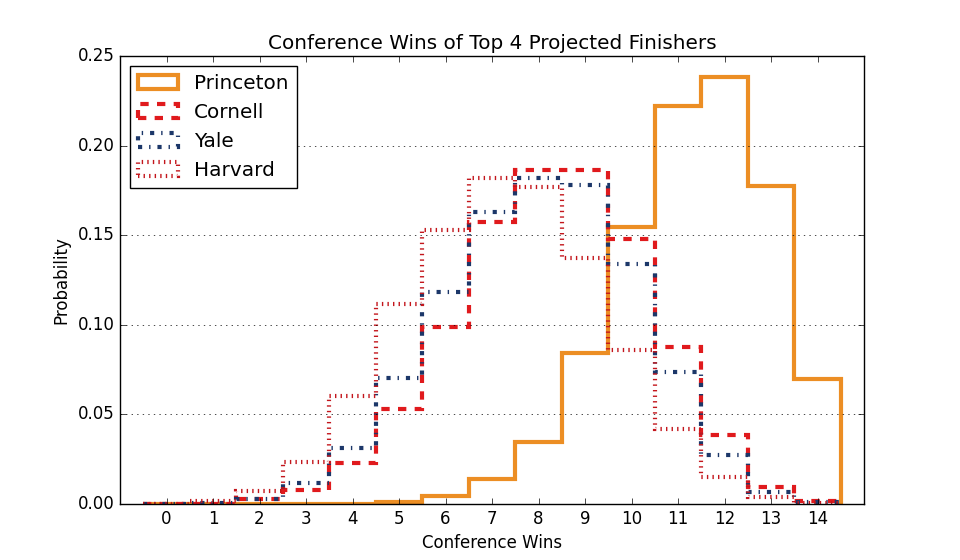 Conference Wins of Top 4 Projected Finishers
0.25
0.20
0.15
0.10
0.05
0.00
Probability
Princeton
Cornell
Yale
Harvard
0 1 2 3 4 5 6 7 8 9 10 11 12 13 14
Conference Wins